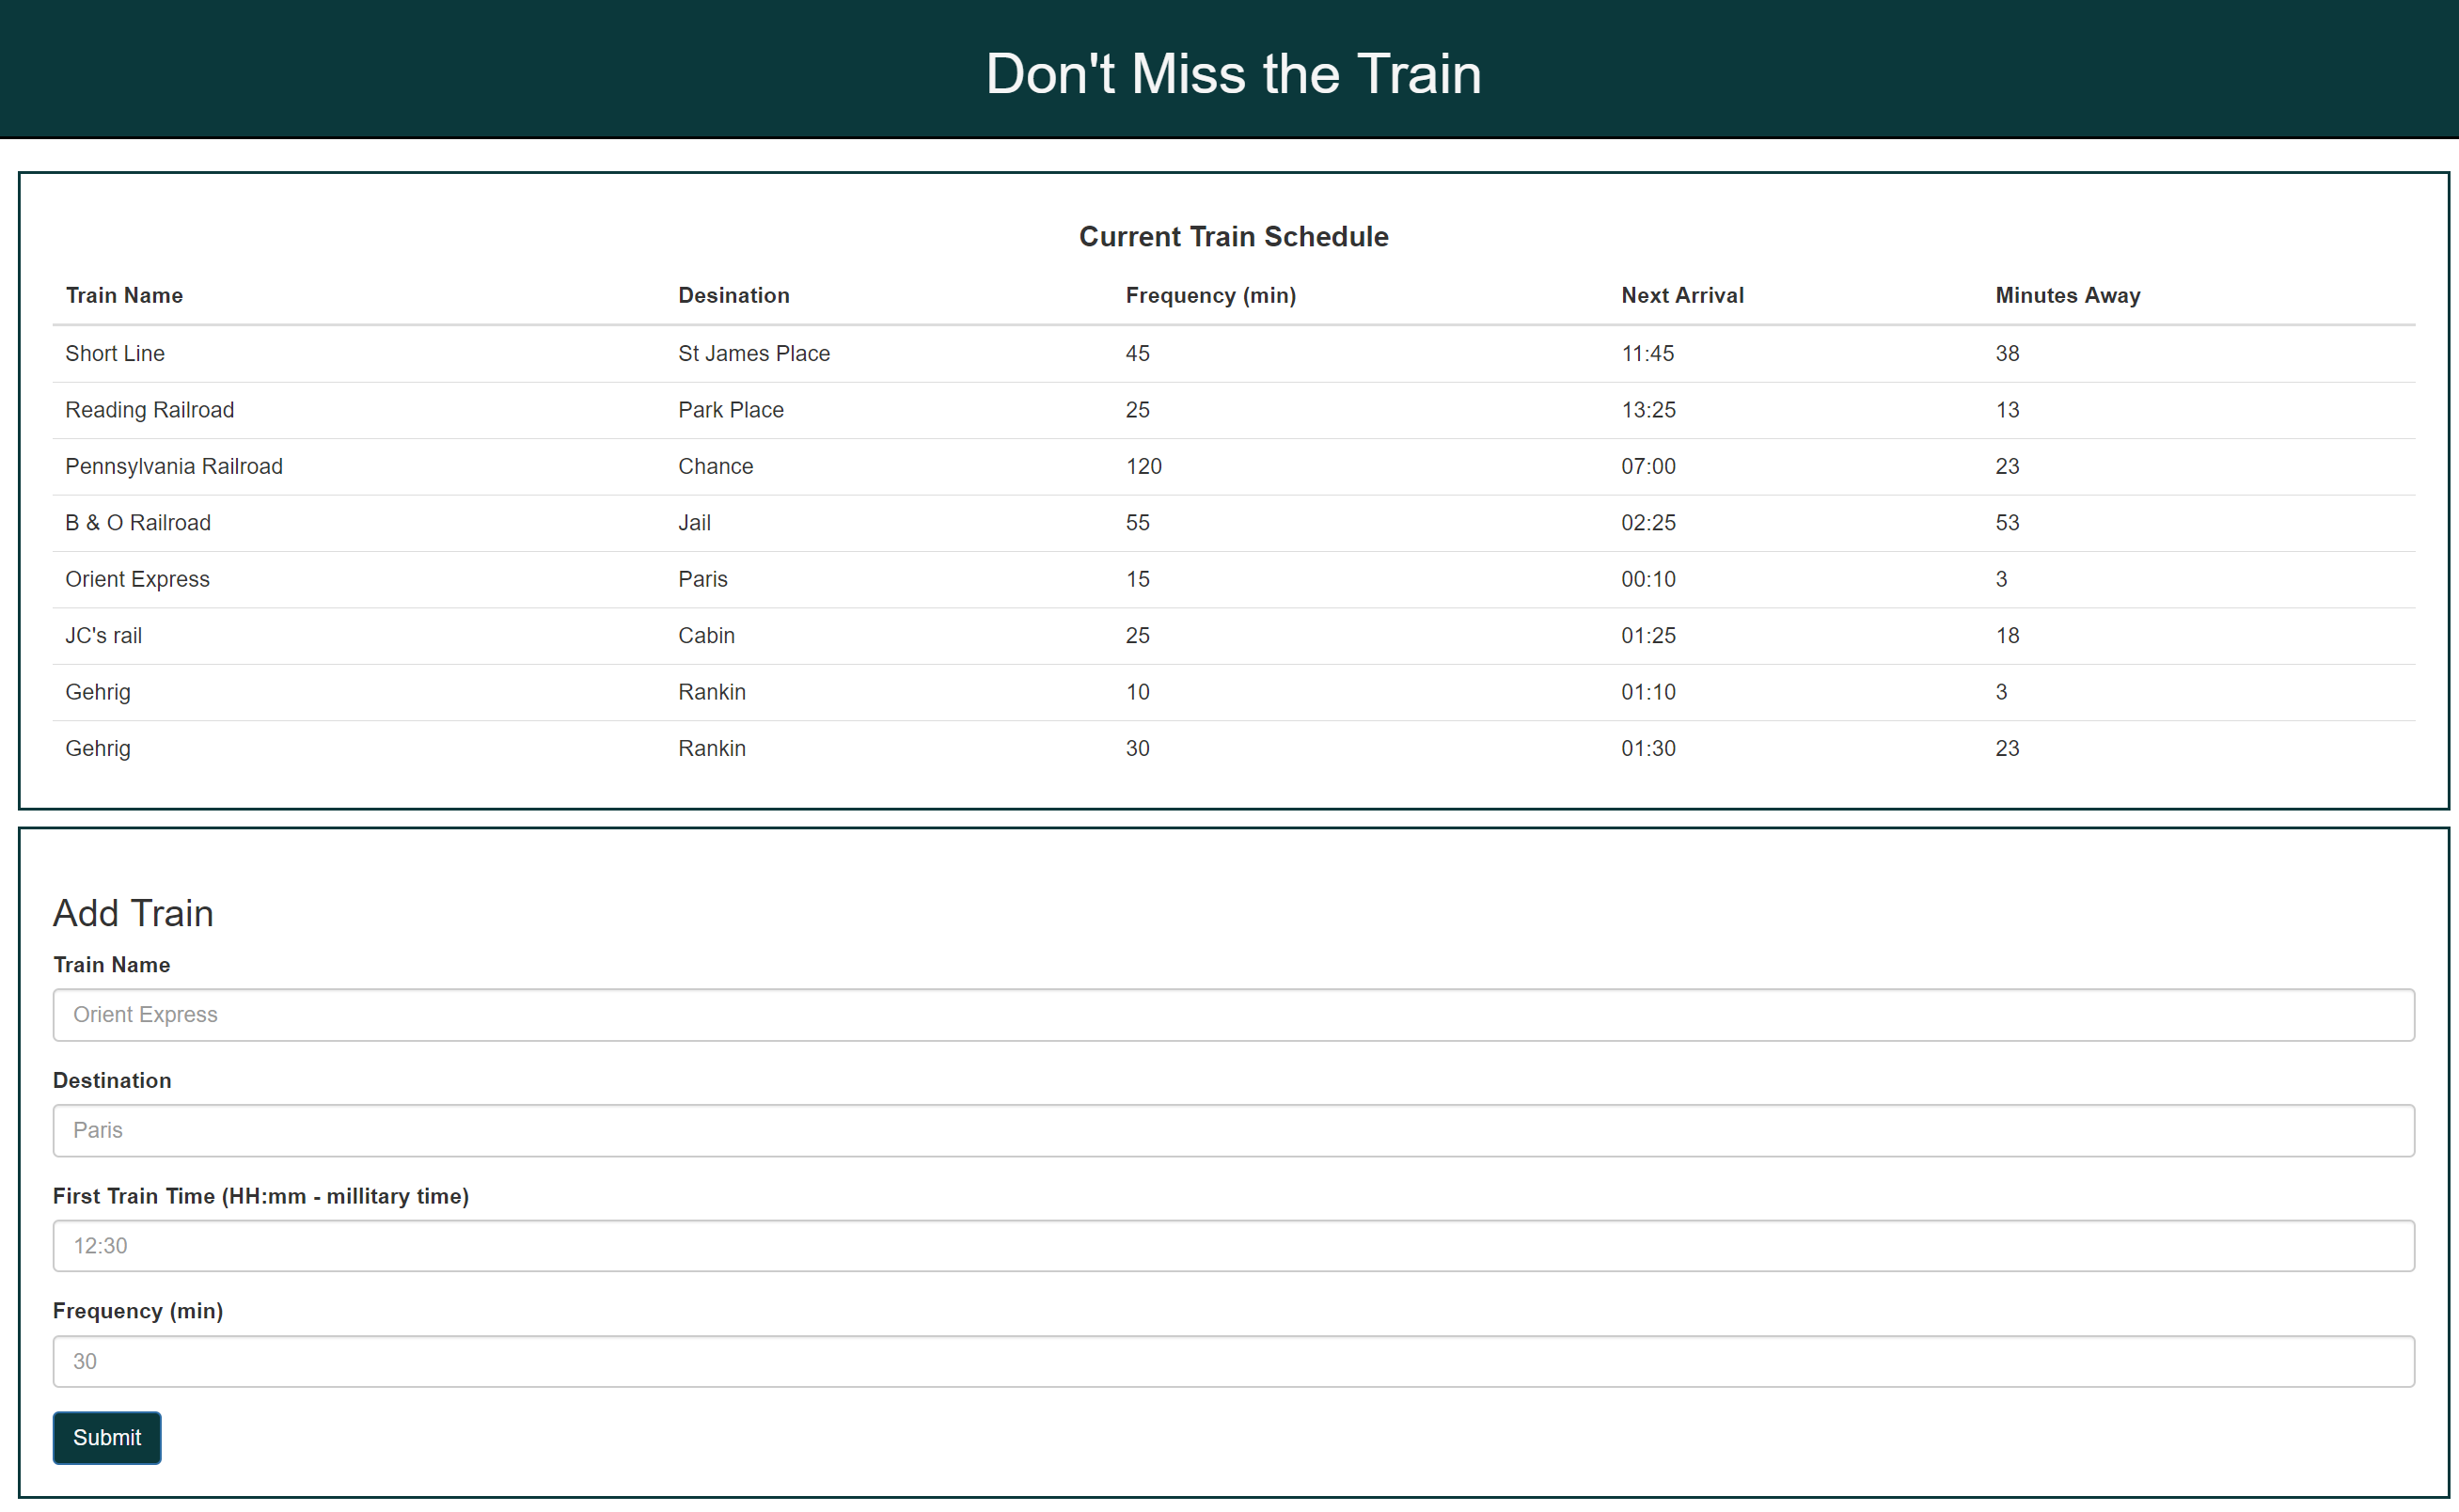 Don't Miss the Train
Current Train Schedule
Train Name Desination Frequency (min) Next Arrival Minutes Away
Short Line St James Place 45 11:45 38
Reading Railroad Park Place 25 13:25 13
Pennsylvania Railroad Chance 120 07:00 23
B & O Railroad Jail 55 02:25 53
Orient Express Paris 15 00:10 3
JC's rail Cabin 25 01:25 18
Gehrig Rankin 10 01:10 3
Gehrig Rankin 30 01:30 23
Add Train
Train Name
Orient Express
Destination
Paris
First Train Time (HH:mm - millitary time)
12:30
Frequency (min)
30
Submit